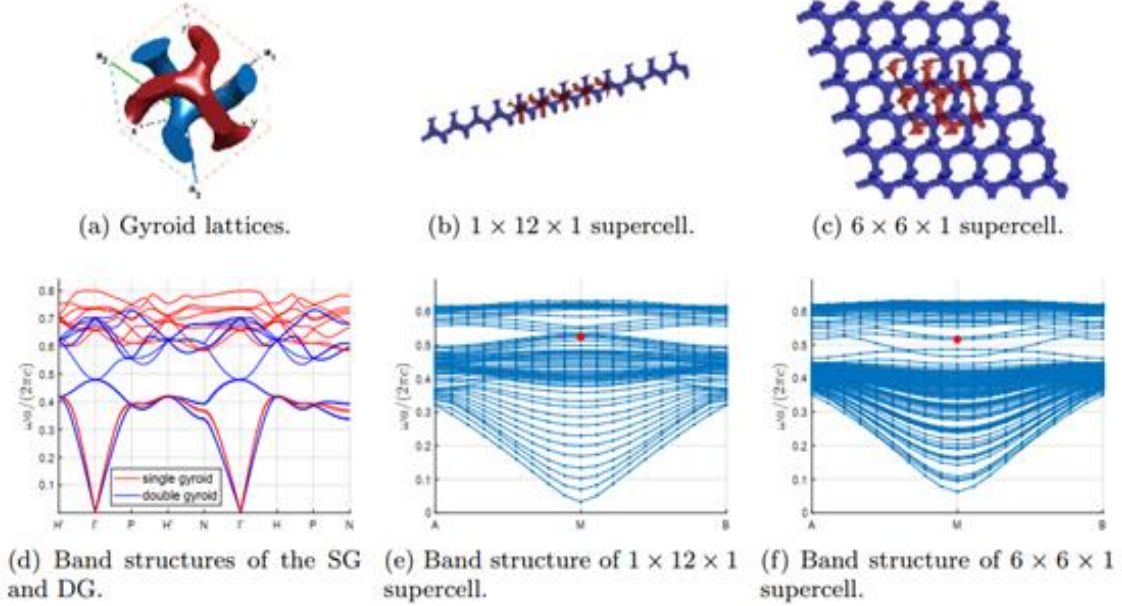 a₂
a₁
y
x
y
a₃
(a) Gyroid lattices.
(b) 1 × 12 × 1 supercell.
(c) 6 × 6 × 1 supercell.
0.8
0.7
0.6
0.5
0.4
0.3
0.2
0.1
ωa/(2πc)
single gyroid
double gyroid
H' Γ P H' N Γ H P N
0.6
0.5
0.4
0.3
0.2
0.1
0
ωa/(2πc)
A M B
0.6
0.5
0.4
0.3
0.2
0.1
0
ωa/(2πc)
A M B
(d) Band structures of the SG
and DG.
(e) Band structure of 1 × 12 × 1
supercell.
(f) Band structure of 6 × 6 × 1
supercell.